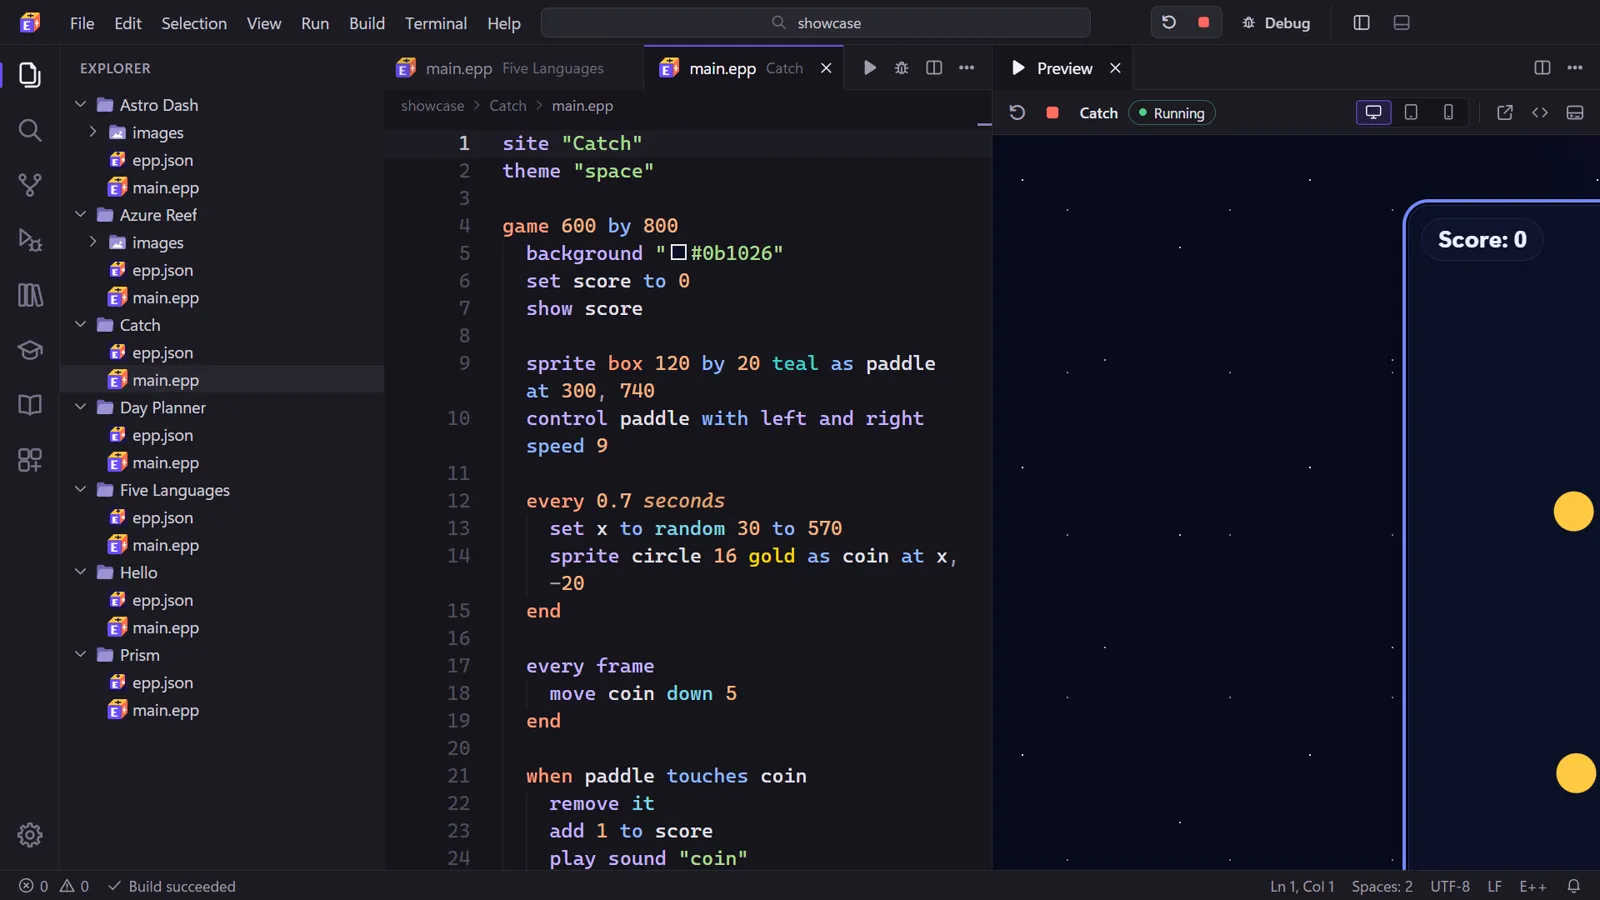 File Edit Selection View Run Build Terminal Help
showcase
Debug
EXPLORER
Astro Dash
images
epp.json
main.epp
Azure Reef
images
epp.json
main.epp
Catch
epp.json
main.epp
Day Planner
epp.json
main.epp
Five Languages
epp.json
main.epp
Hello
epp.json
main.epp
Prism
epp.json
main.epp
main.epp Five Languages
main.epp Catch
showcase > Catch > main.epp
1 site "Catch"
2 theme "space"
3
4 game 600 by 800
5 background "#0b1026"
6 set score to 0
7 show score
8
9 sprite box 120 by 20 teal as paddle
at 300, 740
10 control paddle with left and right
speed 9
11
12 every 0.7 seconds
13 set x to random 30 to 570
14 sprite circle 16 gold as coin at x,
-20
15 end
16
17 every frame
18 move coin down 5
19 end
20
21 when paddle touches coin
22 remove it
23 add 1 to score
24 play sound "coin"
Preview
Catch Running
Score: 0
0 0 Build succeeded
Ln 1, Col 1 Spaces: 2 UTF-8 LF E++